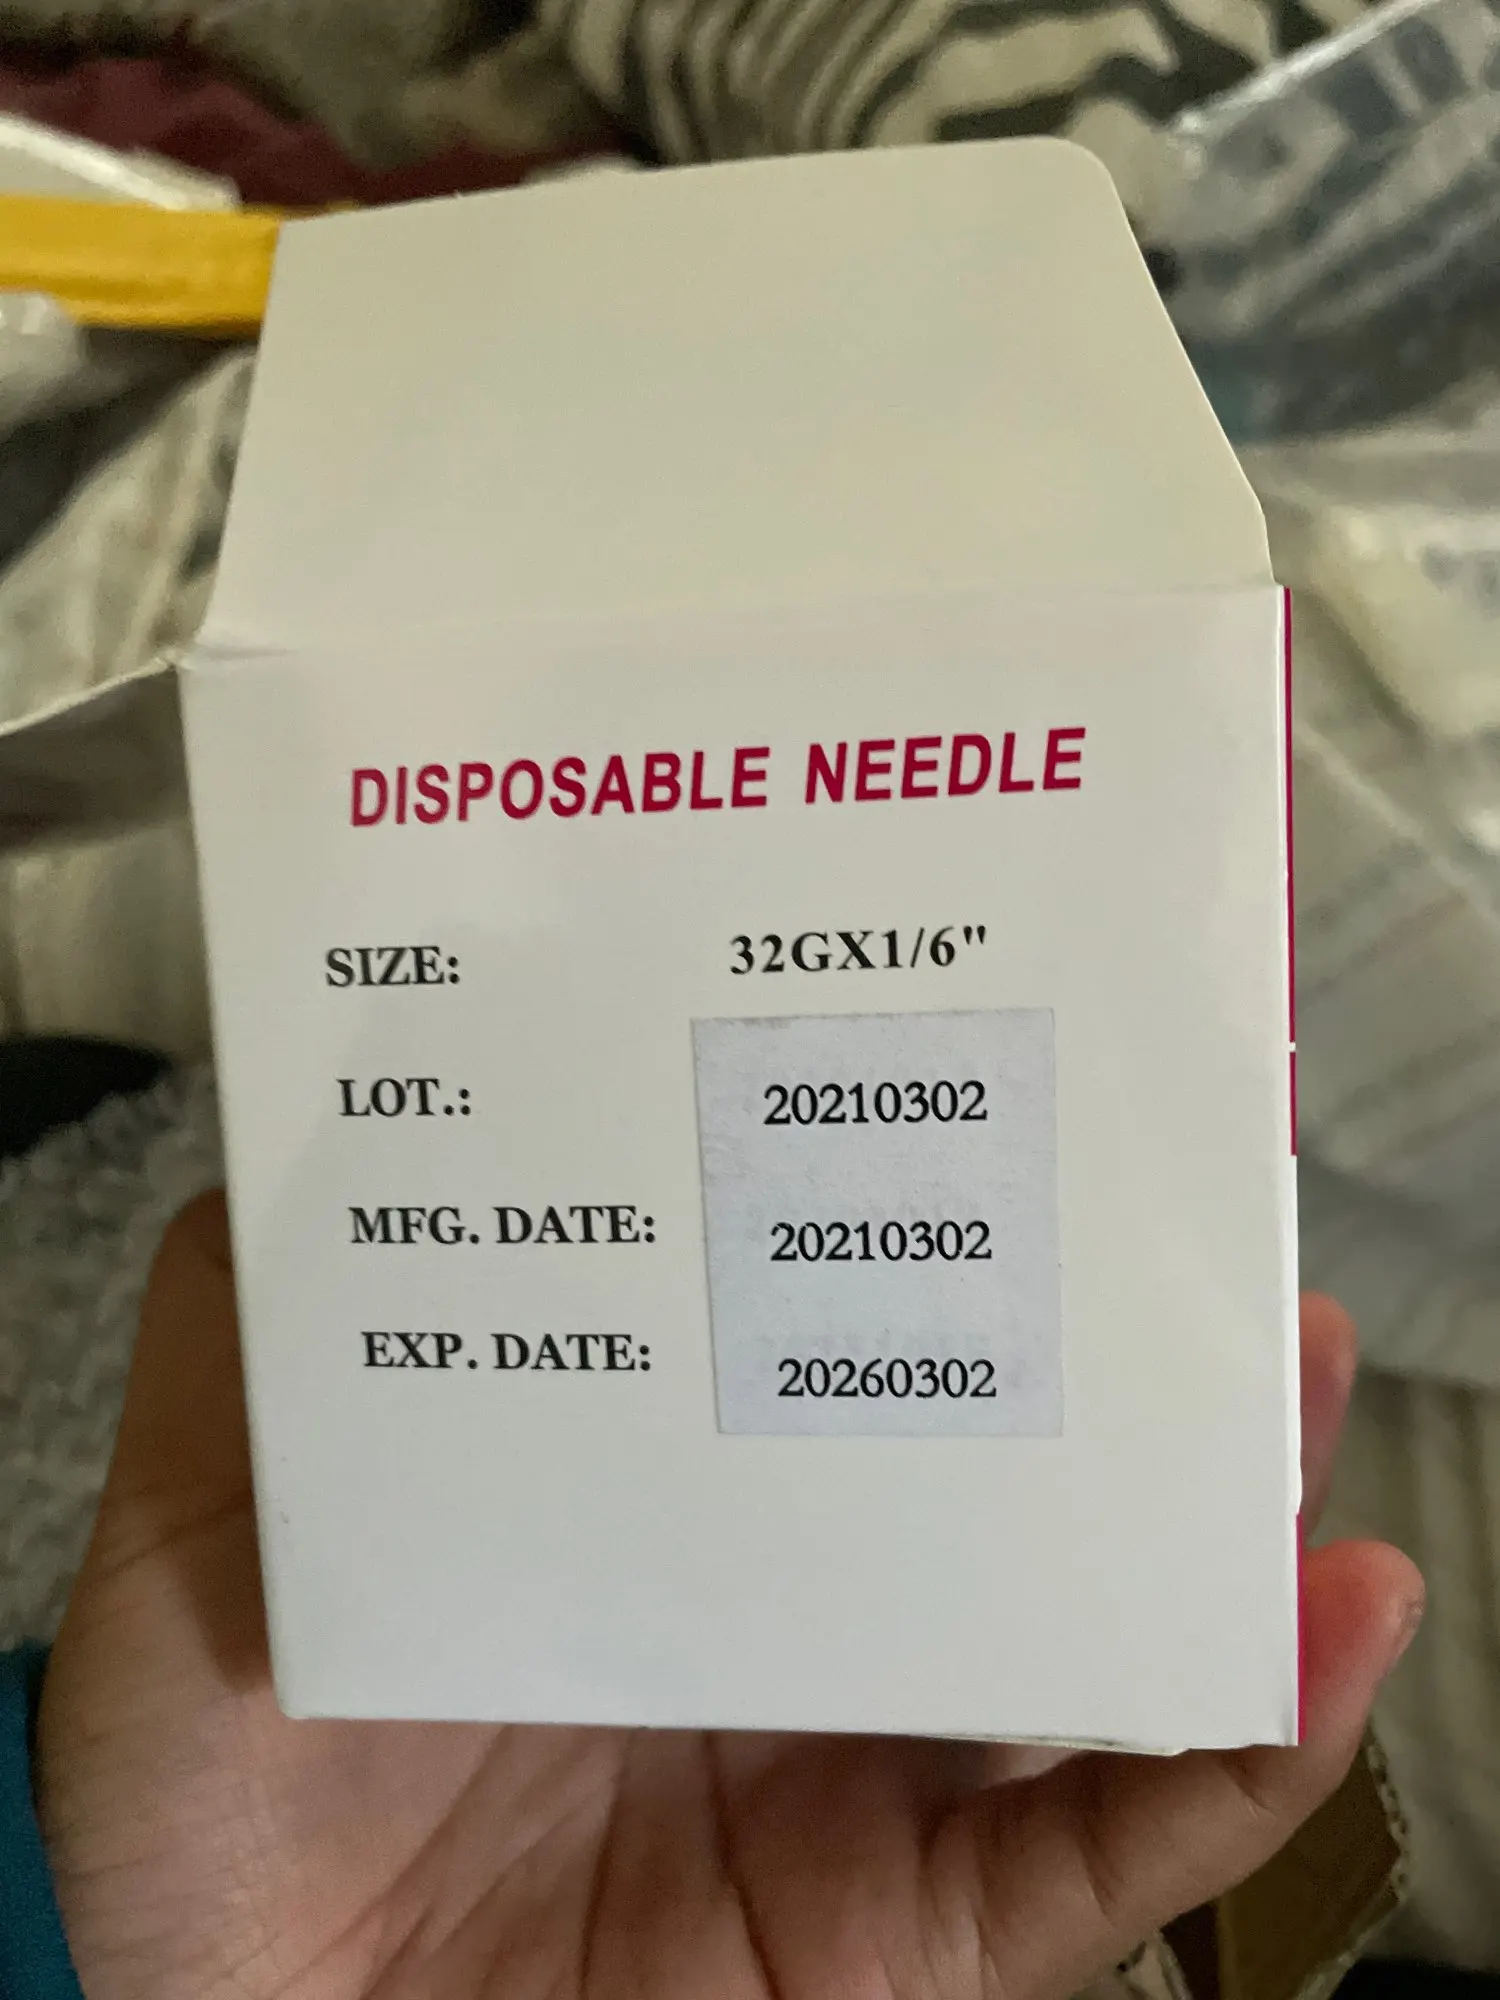 DISPOSABLE NEEDLE
SIZE: 32GX1/6"
LOT.: 20210302
MFG. DATE: 20210302
EXP. DATE: 20260302